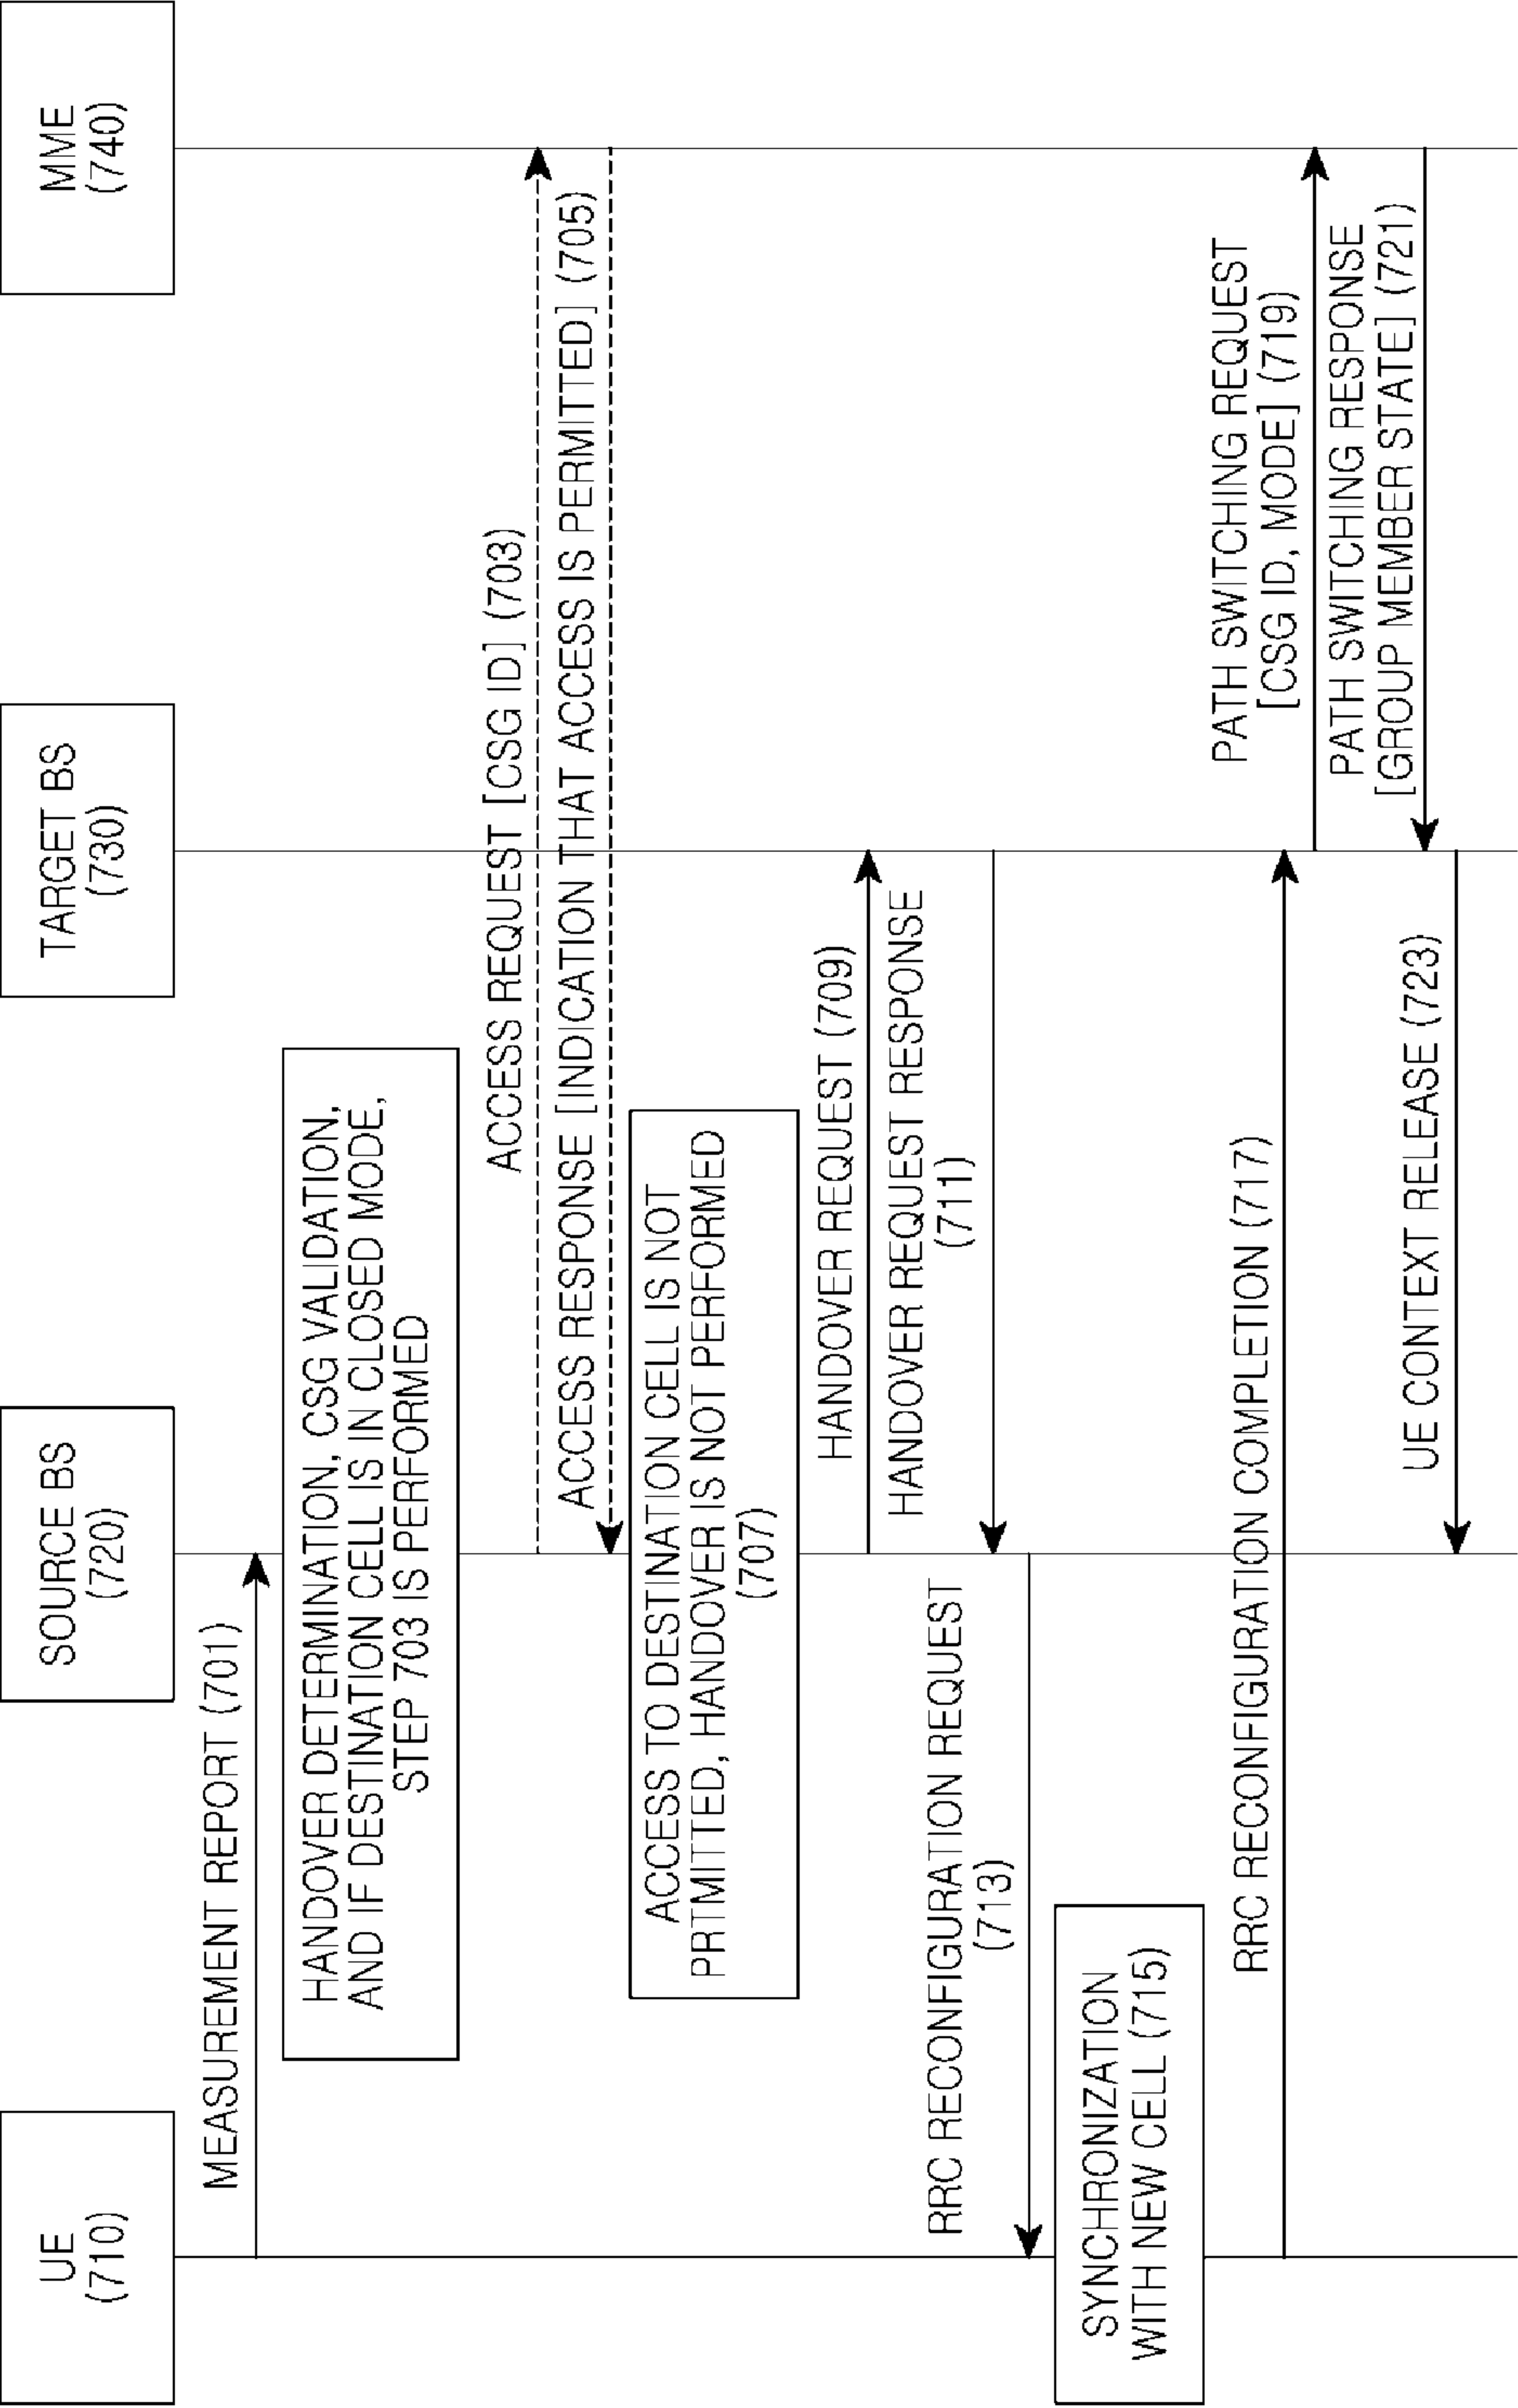 UE
(710)
SOURCE BS
(720)
TARGET BS
(730)
MME
(740)
MEASUREMENT REPORT (701)
HANDOVER DETERMINATION, CSG VALIDATION,
AND IF DESTINATION CELL IS IN CLOSED MODE,
STEP 703 IS PERFORMED
ACCESS REQUEST [CSG ID] (703)
ACCESS RESPONSE [INDICATION THAT ACCESS IS PERMITTED] (705)
ACCESS TO DESTINATION CELL IS NOT
PRTMITTED, HANDOVER IS NOT PERFORMED
(707)
HANDOVER REQUEST (709)
HANDOVER REQUEST RESPONSE
(711)
RRC RECONFIGURATION REQUEST
(713)
SYNCHRONIZATION
WITH NEW CELL (715)
RRC RECONFIGURATION COMPLETION (717)
PATH SWITCHING REQUEST
[CSG ID, MODE] (719)
PATH SWITCHING RESPONSE
[GROUP MEMBER STATE] (721)
UE CONTEXT RELEASE (723)